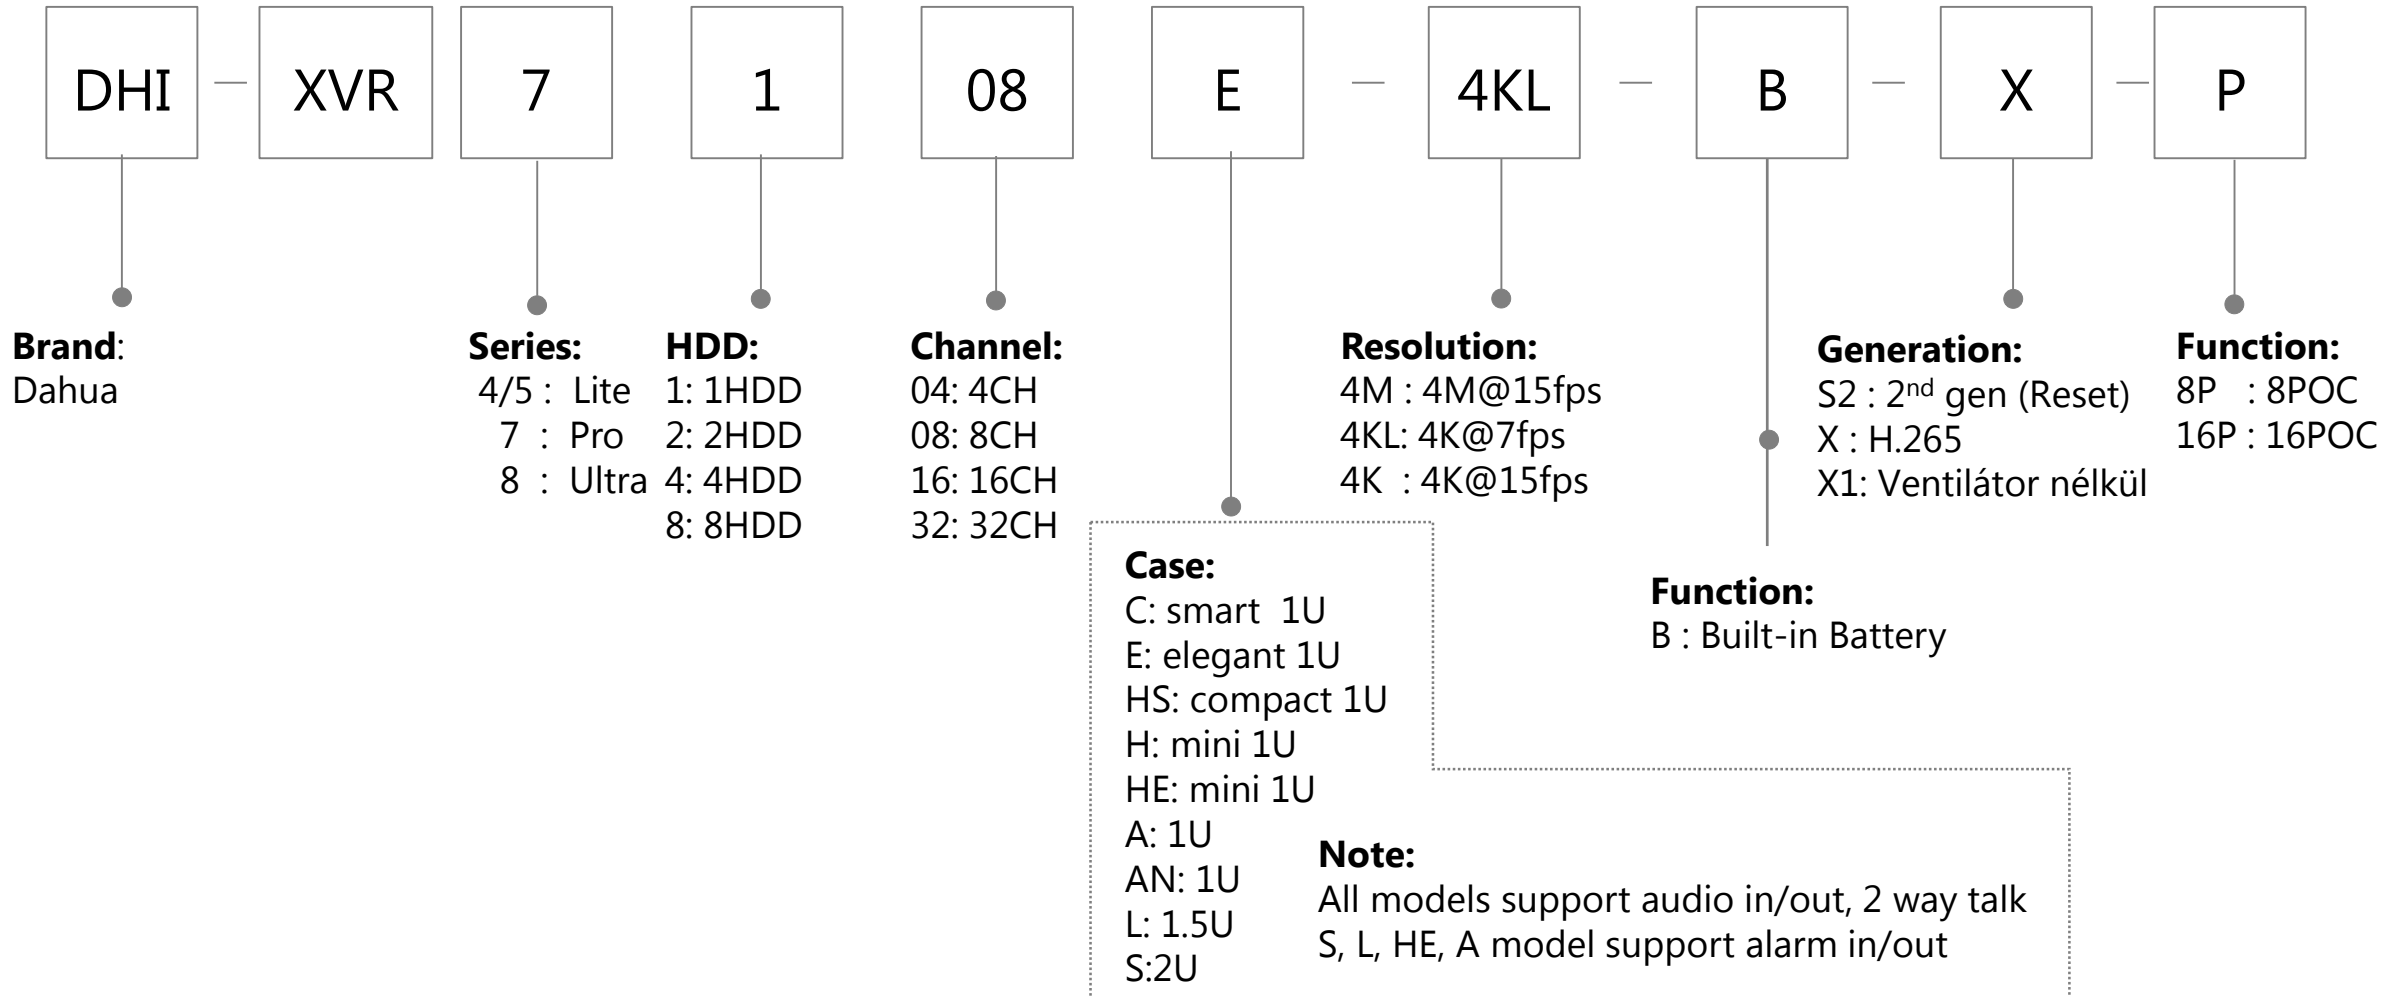 DHI – XVR 7 1 08 E – 4KL – B – X – P
Brand:
Dahua
Series:
4/5 : Lite
7 : Pro
8 : Ultra
HDD:
1: 1HDD
2: 2HDD
4: 4HDD
8: 8HDD
Channel:
04: 4CH
08: 8CH
16: 16CH
32: 32CH
Case:
C: smart 1U
E: elegant 1U
HS: compact 1U
H: mini 1U
HE: mini 1U
A: 1U
AN: 1U
L: 1.5U
S:2U
Note:
All models support audio in/out, 2 way talk
S, L, HE, A model support alarm in/out
Resolution:
4M : 4M@15fps
4KL: 4K@7fps
4K : 4K@15fps
Function:
B : Built-in Battery
Generation:
S2 : 2nd gen (Reset)
X : H.265
X1: Ventilátor nélkül
Function:
8P : 8POC
16P : 16POC